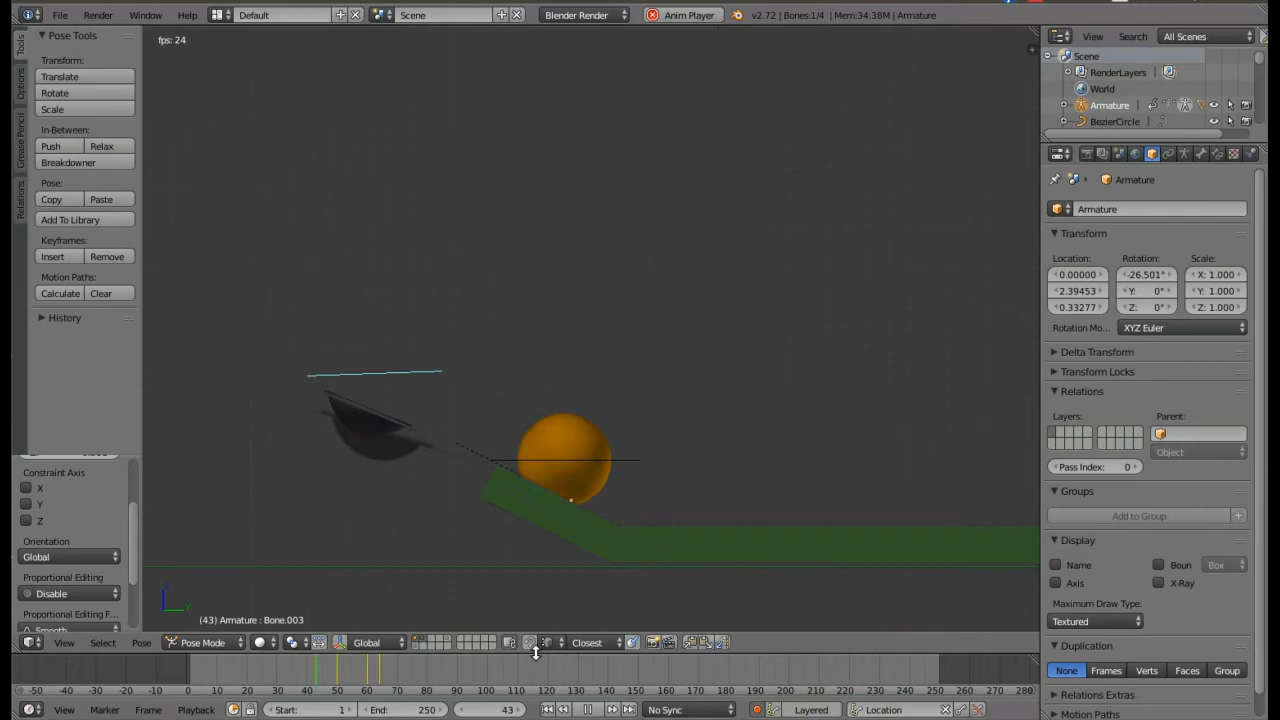 File Render Window Help Default Scene Blender Render Anim Player v2.72 | Bones:1/4 | Mem:34.38M | Armature
fps: 24
Tools
Options
Grease Pencil
Relations
Pose Tools
Transform:
Translate
Rotate
Scale
In-Between:
Push Relax
Breakdowner
Pose:
Copy Paste
Add To Library
Keyframes:
Insert Remove
Motion Paths:
Calculate Clear
History
Constraint Axis
X
Y
Z
Orientation
Global
Proportional Editing
Disable
Proportional Editing F...
Smooth
(43) Armature : Bone.003
View Select Pose Pose Mode Global Closest
-50 -40 -30 -20 -10 0 10 20 30 40 50 60 70 80 90 100 110 120 130 140 150 160 170 180 190 200 210 220 230 240 250 260 270 280
View Marker Frame Playback Start: 1 End: 250 43 No Sync Layered Location
View Search All Scenes
Scene
RenderLayers
World
Armature
BezierCircle
Armature
Armature
Transform
Location: Rotation: Scale:
0.00000 -26.501° X: 1.000
2.39453 Y: 0° Y: 1.000
0.33277 Z: 0° Z: 1.000
Rotation Mo... XYZ Euler
Delta Transform
Transform Locks
Relations
Layers: Parent:
Object
Pass Index: 0
Groups
Add to Group
Display
Name Boun Box
Axis X-Ray
Maximum Draw Type:
Textured
Duplication
None Frames Verts Faces Group
Relations Extras
Motion Paths